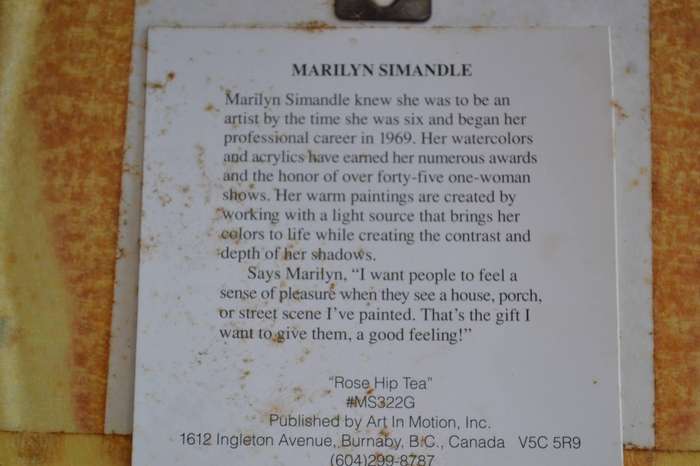 MARILYN SIMANDLE
Marilyn Simandle knew she was to be an
artist by the time she was six and began her
professional career in 1969. Her watercolors
and acrylics have earned her numerous awards
and the honor of over forty-five one-woman
shows. Her warm paintings are created by
working with a light source that brings her
colors to life while creating the contrast and
depth of her shadows.
Says Marilyn, “I want people to feel a
sense of pleasure when they see a house, porch,
or street scene I’ve painted. That’s the gift I
want to give them, a good feeling!”
“Rose Hip Tea”
#MS322G
Published by Art In Motion, Inc.
1612 Ingleton Avenue, Burnaby, B.C., Canada V5C 5R9
(604)299-8787